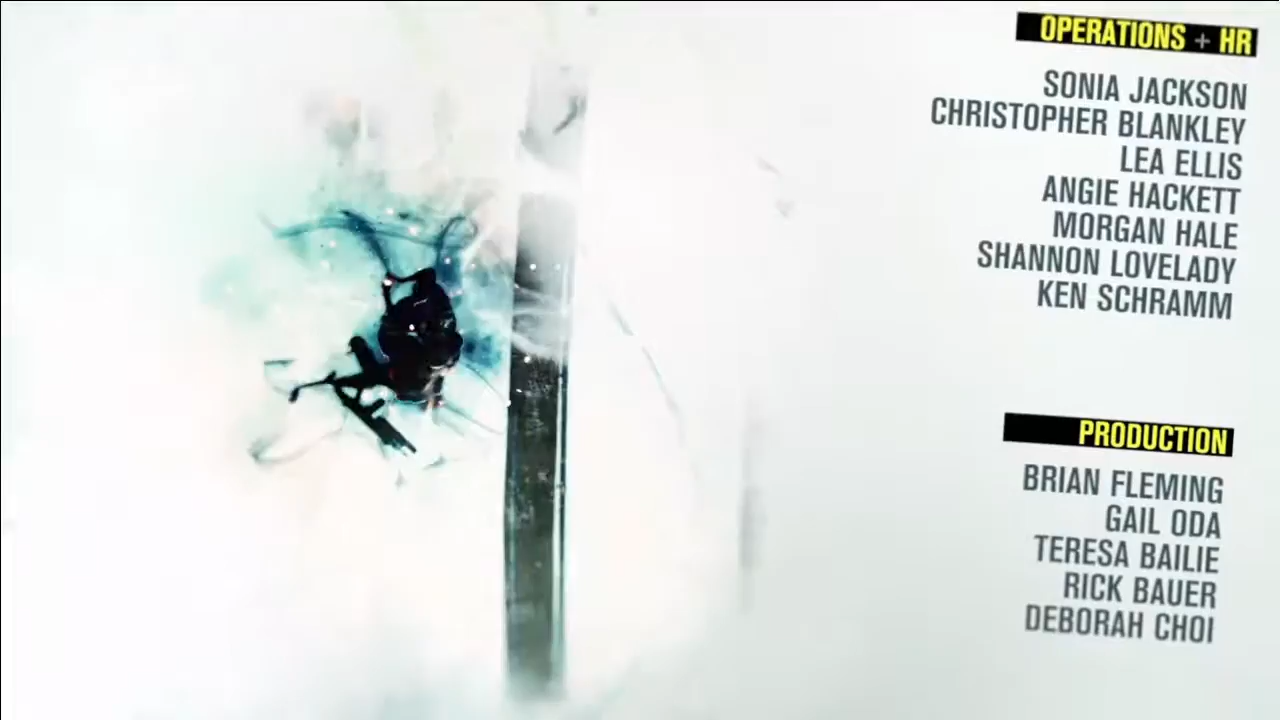 OPERATIONS + HR
SONIA JACKSON
CHRISTOPHER BLANKLEY
LEA ELLIS
ANGIE HACKETT
MORGAN HALE
SHANNON LOVELADY
KEN SCHRAMM
PRODUCTION
BRIAN FLEMING
GAIL ODA
TERESA BAILIE
RICK BAUER
DEBORAH CHOI